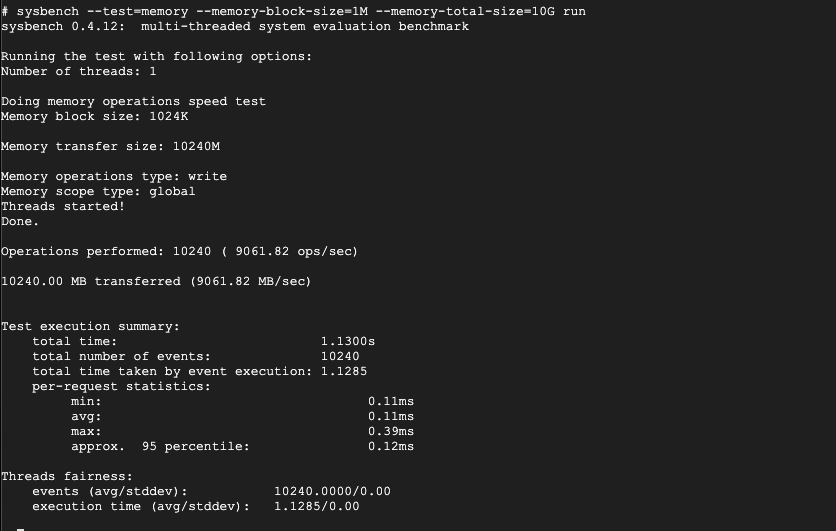 # sysbench --test=memory --memory-block-size=1M --memory-total-size=10G run
sysbench 0.4.12:  multi-threaded system evaluation benchmark

Running the test with following options:
Number of threads: 1

Doing memory operations speed test
Memory block size: 1024K

Memory transfer size: 10240M

Memory operations type: write
Memory scope type: global
Threads started!
Done.

Operations performed: 10240 ( 9061.82 ops/sec)

10240.00 MB transferred (9061.82 MB/sec)


Test execution summary:
    total time:                          1.1300s
    total number of events:              10240
    total time taken by event execution: 1.1285
    per-request statistics:
         min:                                  0.11ms
         avg:                                  0.11ms
         max:                                  0.39ms
         approx.  95 percentile:               0.12ms

Threads fairness:
    events (avg/stddev):           10240.0000/0.00
    execution time (avg/stddev):   1.1285/0.00